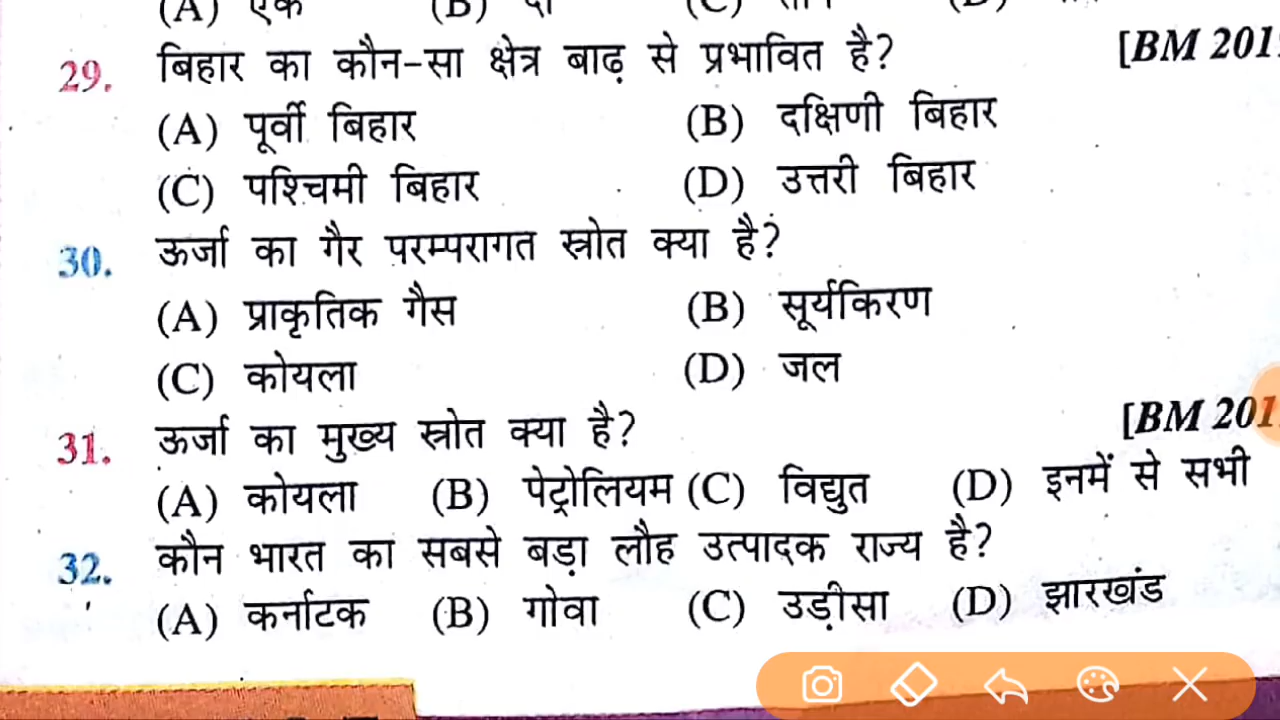 (A) एक (B) दो (C) तीन (D)
29. बिहार का कौन-सा क्षेत्र बाढ़ से प्रभावित है? [BM 201
(A) पूर्वी बिहार (B) दक्षिणी बिहार
(C) पश्चिमी बिहार (D) उत्तरी बिहार
30. ऊर्जा का गैर परम्परागत स्त्रोत क्या है?
(A) प्राकृतिक गैस (B) सूर्यकिरण
(C) कोयला (D) जल
31. ऊर्जा का मुख्य स्त्रोत क्या है? [BM 201
(A) कोयला (B) पेट्रोलियम (C) विद्युत (D) इनमें से सभी
32. कौन भारत का सबसे बड़ा लौह उत्पादक राज्य है?
(A) कर्नाटक (B) गोवा (C) उड़ीसा (D) झारखंड